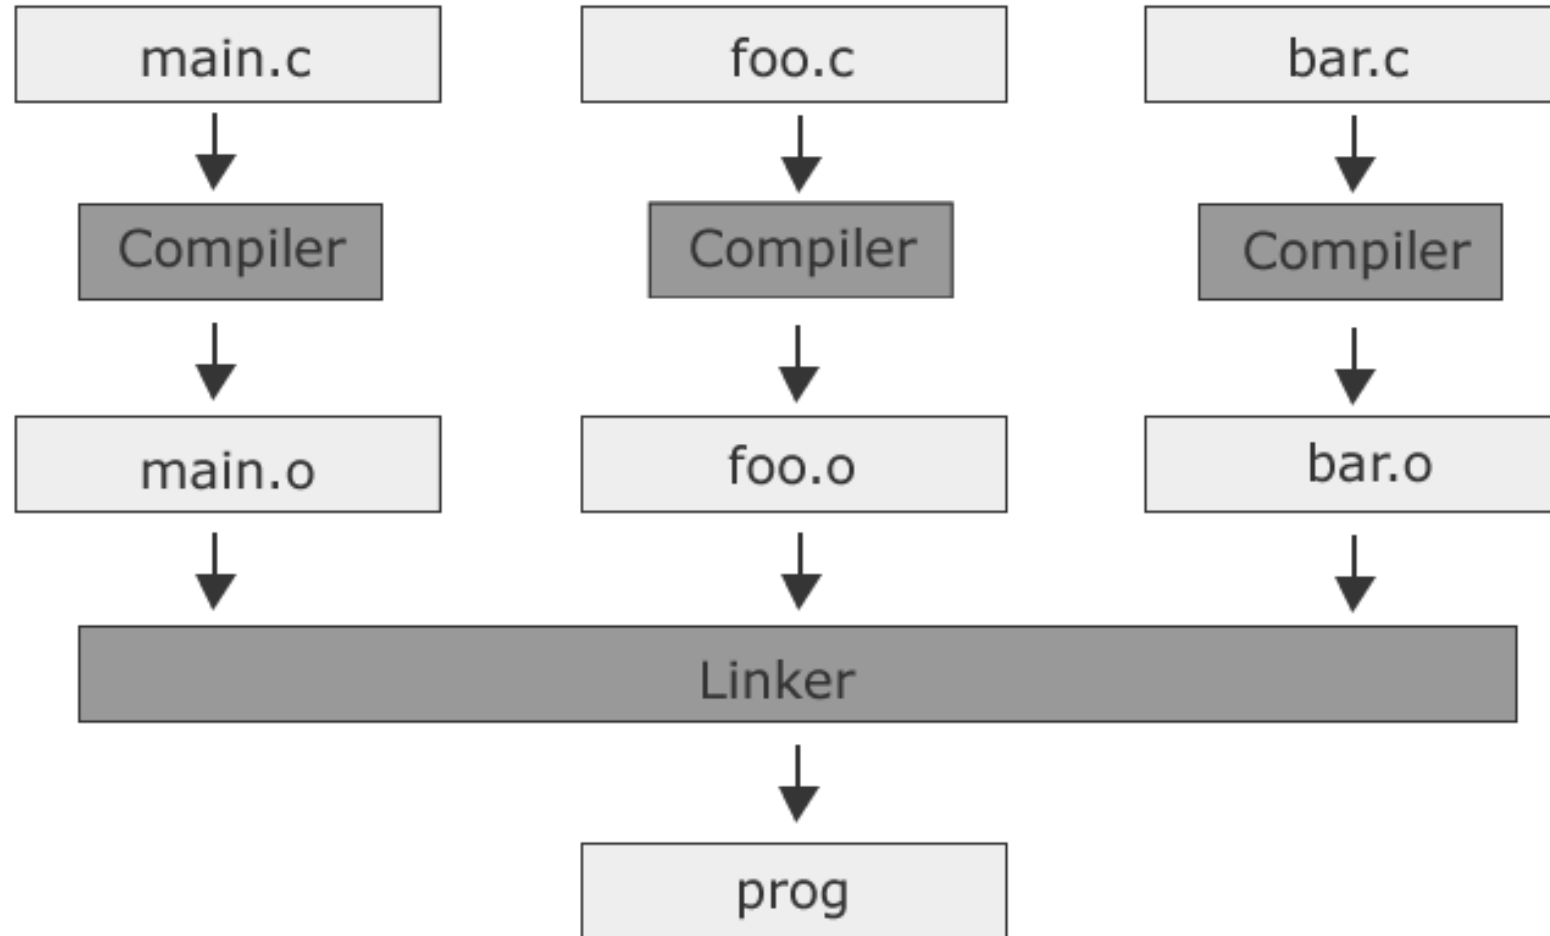 main.c
foo.c
bar.c
Compiler
Compiler
Compiler
main.o
foo.o
bar.o
Linker
prog